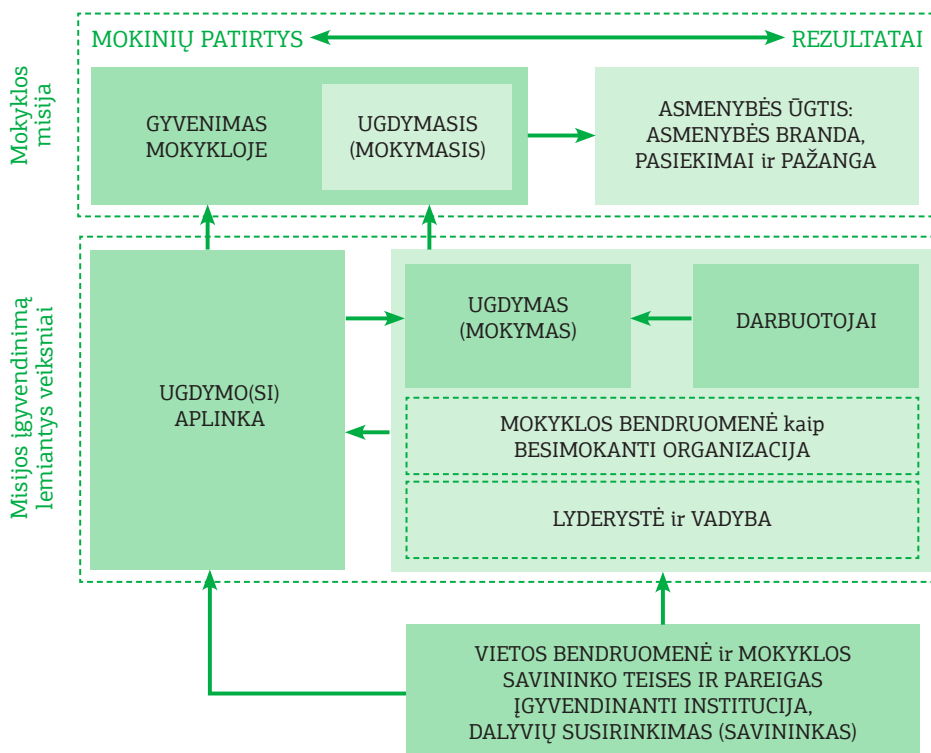 MOKINIŲ PATIRTYS
REZULTATAI
Mokyklos
misija
GYVENIMAS
MOKYKLOJE
UGDYMASIS
(MOKYMASIS)
ASMENYBĖS ŪGTIS:
ASMENYBĖS BRANDA,
PASIEKIMAI ir PAŽANGA
Misijos įgyvendinimą
lemiantys veiksniai
UGDYMO(SI)
APLINKA
UGDYMAS
(MOKYMAS)
DARBUOTOJAI
MOKYKLOS BENDRUOMENĖ kaip
BESIMOKANTI ORGANIZACIJA
LYDERYSTĖ ir VADYBA
VIETOS BENDRUOMENĖ ir MOKYKLOS
SAVININKO TEISES IR PAREIGAS
ĮGYVENDINANTI INSTITUCIJA,
DALYVIŲ SUSIRINKIMAS (SAVININKAS)